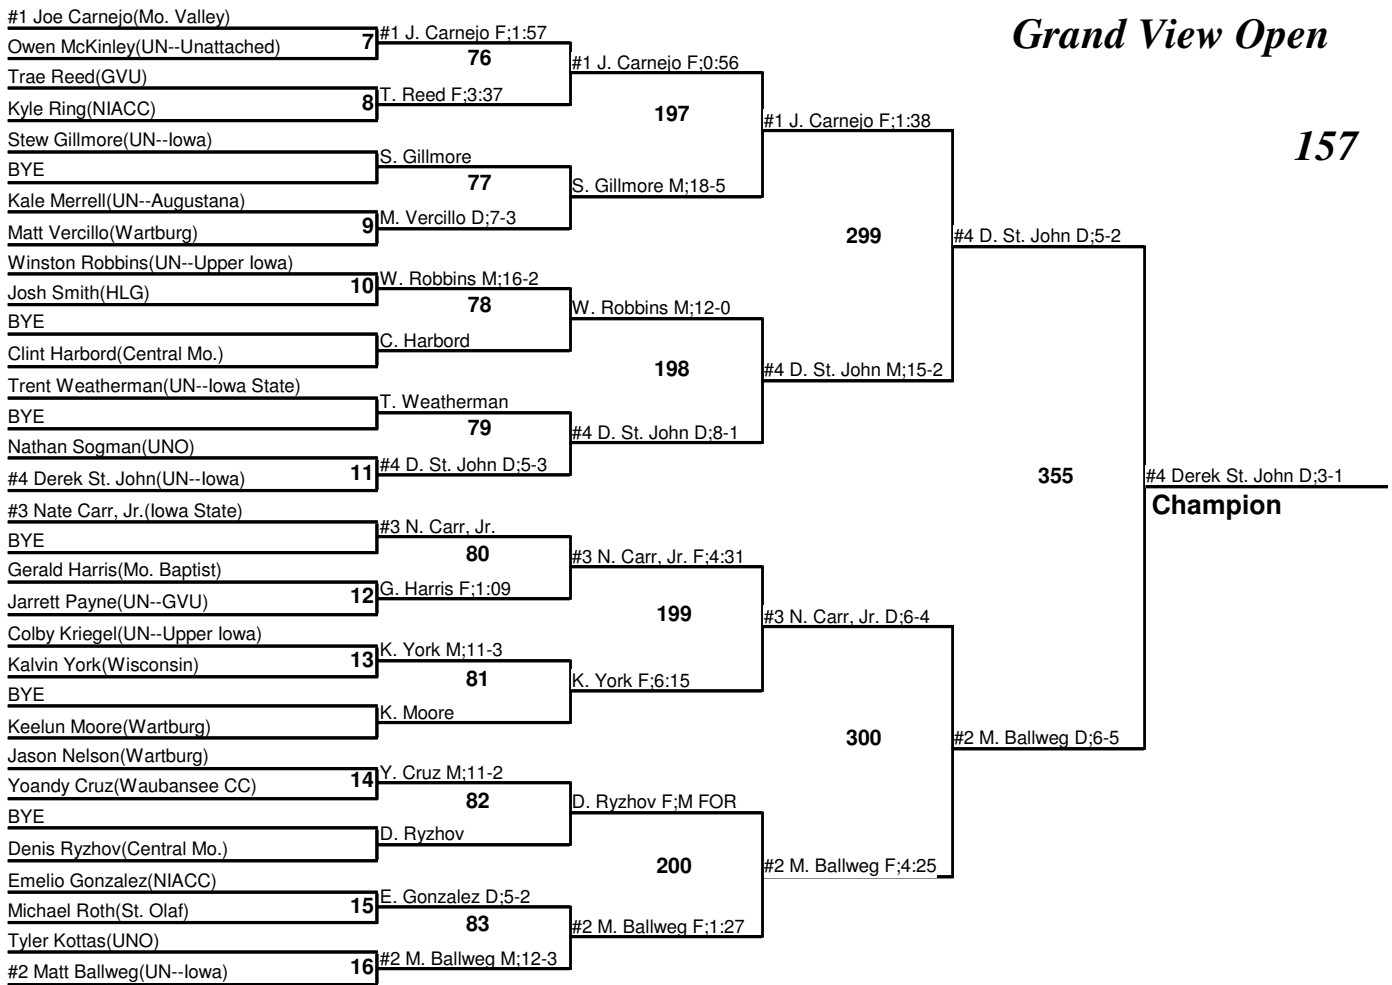 Grand View Open
157
#1 Joe Carnejo(Mo. Valley)
Owen McKinley(UN--Unattached)
Trae Reed(GVU)
Kyle Ring(NIACC)
Stew Gillmore(UN--Iowa)
BYE
Kale Merrell(UN--Augustana)
Matt Vercillo(Wartburg)
Winston Robbins(UN--Upper Iowa)
Josh Smith(HLG)
BYE
Clint Harbord(Central Mo.)
Trent Weatherman(UN--Iowa State)
BYE
Nathan Sogman(UNO)
#4 Derek St. John(UN--Iowa)
#3 Nate Carr, Jr.(Iowa State)
BYE
Gerald Harris(Mo. Baptist)
Jarrett Payne(UN--GVU)
Colby Kriegel(UN--Upper Iowa)
Kalvin York(Wisconsin)
BYE
Keelun Moore(Wartburg)
Jason Nelson(Wartburg)
Yoandy Cruz(Waubansee CC)
BYE
Denis Ryzhov(Central Mo.)
Emelio Gonzalez(NIACC)
Michael Roth(St. Olaf)
Tyler Kottas(UNO)
#2 Matt Ballweg(UN--Iowa)
7
8
9
10
11
12
13
14
15
16
#1 J. Carnejo F;1:57
76
T. Reed F;3:37
S. Gillmore
77
M. Vercillo D;7-3
W. Robbins M;16-2
78
C. Harbord
T. Weatherman
79
#4 D. St. John D;5-3
#3 N. Carr, Jr.
80
G. Harris F;1:09
K. York M;11-3
81
K. Moore
Y. Cruz M;11-2
82
D. Ryzhov
E. Gonzalez D;5-2
83
#2 M. Ballweg M;12-3
#1 J. Carnejo F;0:56
197
S. Gillmore M;18-5
W. Robbins M;12-0
198
#4 D. St. John D;8-1
#3 N. Carr, Jr. F;4:31
199
K. York F;6:15
D. Ryzhov F;M FOR
200
#2 M. Ballweg F;1:27
#1 J. Carnejo F;1:38
299
#4 D. St. John M;15-2
#3 N. Carr, Jr. D;6-4
300
#2 M. Ballweg F;4:25
#4 D. St. John D;5-2
355
#2 M. Ballweg D;6-5
#4 Derek St. John D;3-1
Champion